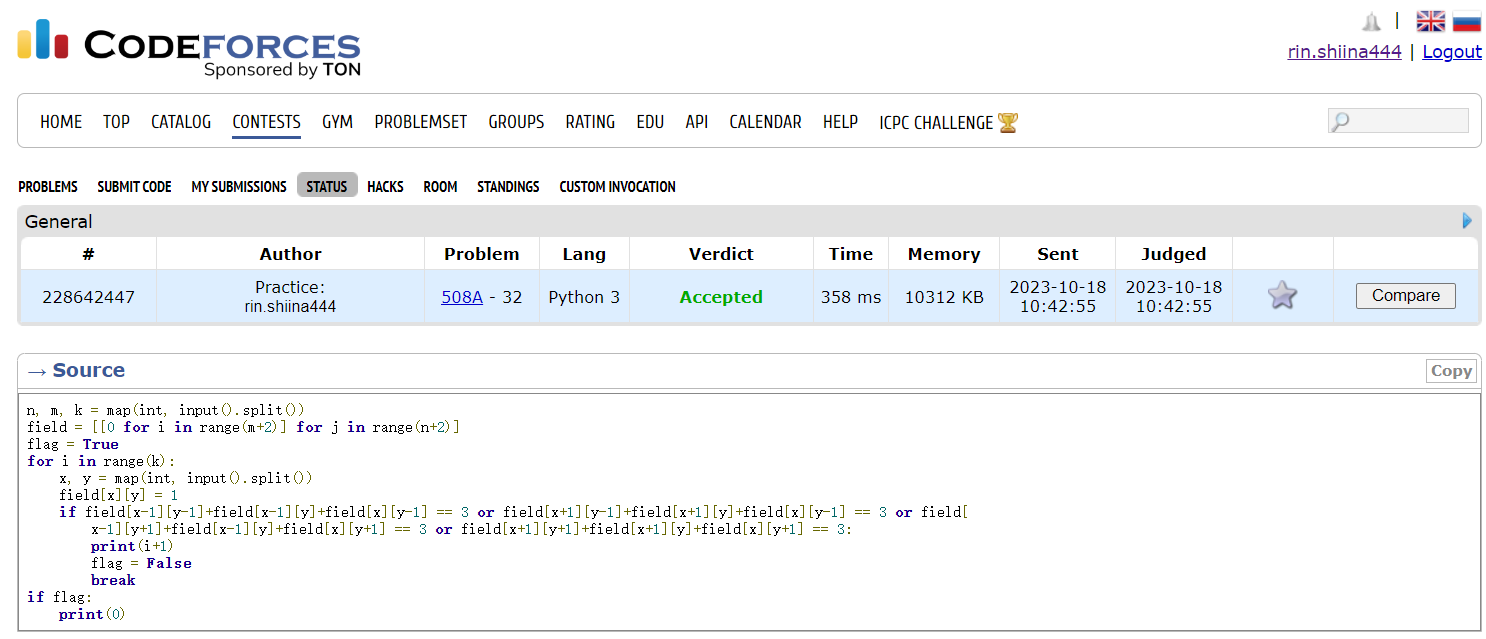 CODEFORCES
Sponsored by TON
|
rin.shiina444 | Logout
HOME TOP CATALOG CONTESTS GYM PROBLEMSET GROUPS RATING EDU API CALENDAR HELP ICPC CHALLENGE
PROBLEMS SUBMIT CODE MY SUBMISSIONS STATUS HACKS ROOM STANDINGS CUSTOM INVOCATION
General
# Author Problem Lang Verdict Time Memory Sent Judged
228642447 Practice: rin.shiina444 508A - 32 Python 3 Accepted 358 ms 10312 KB 2023-10-18 10:42:55 2023-10-18 10:42:55 Compare
→ Source Copy
n, m, k = map(int, input().split())
field = [[0 for i in range(m+2)] for j in range(n+2)]
flag = True
for i in range(k):
    x, y = map(int, input().split())
    field[x][y] = 1
    if field[x-1][y-1]+field[x-1][y]+field[x][y-1] == 3 or field[x+1][y-1]+field[x+1][y]+field[x][y-1] == 3 or field[
        x-1][y+1]+field[x-1][y]+field[x][y+1] == 3 or field[x+1][y+1]+field[x+1][y]+field[x][y+1] == 3:
        print(i+1)
        flag = False
        break
if flag:
    print(0)